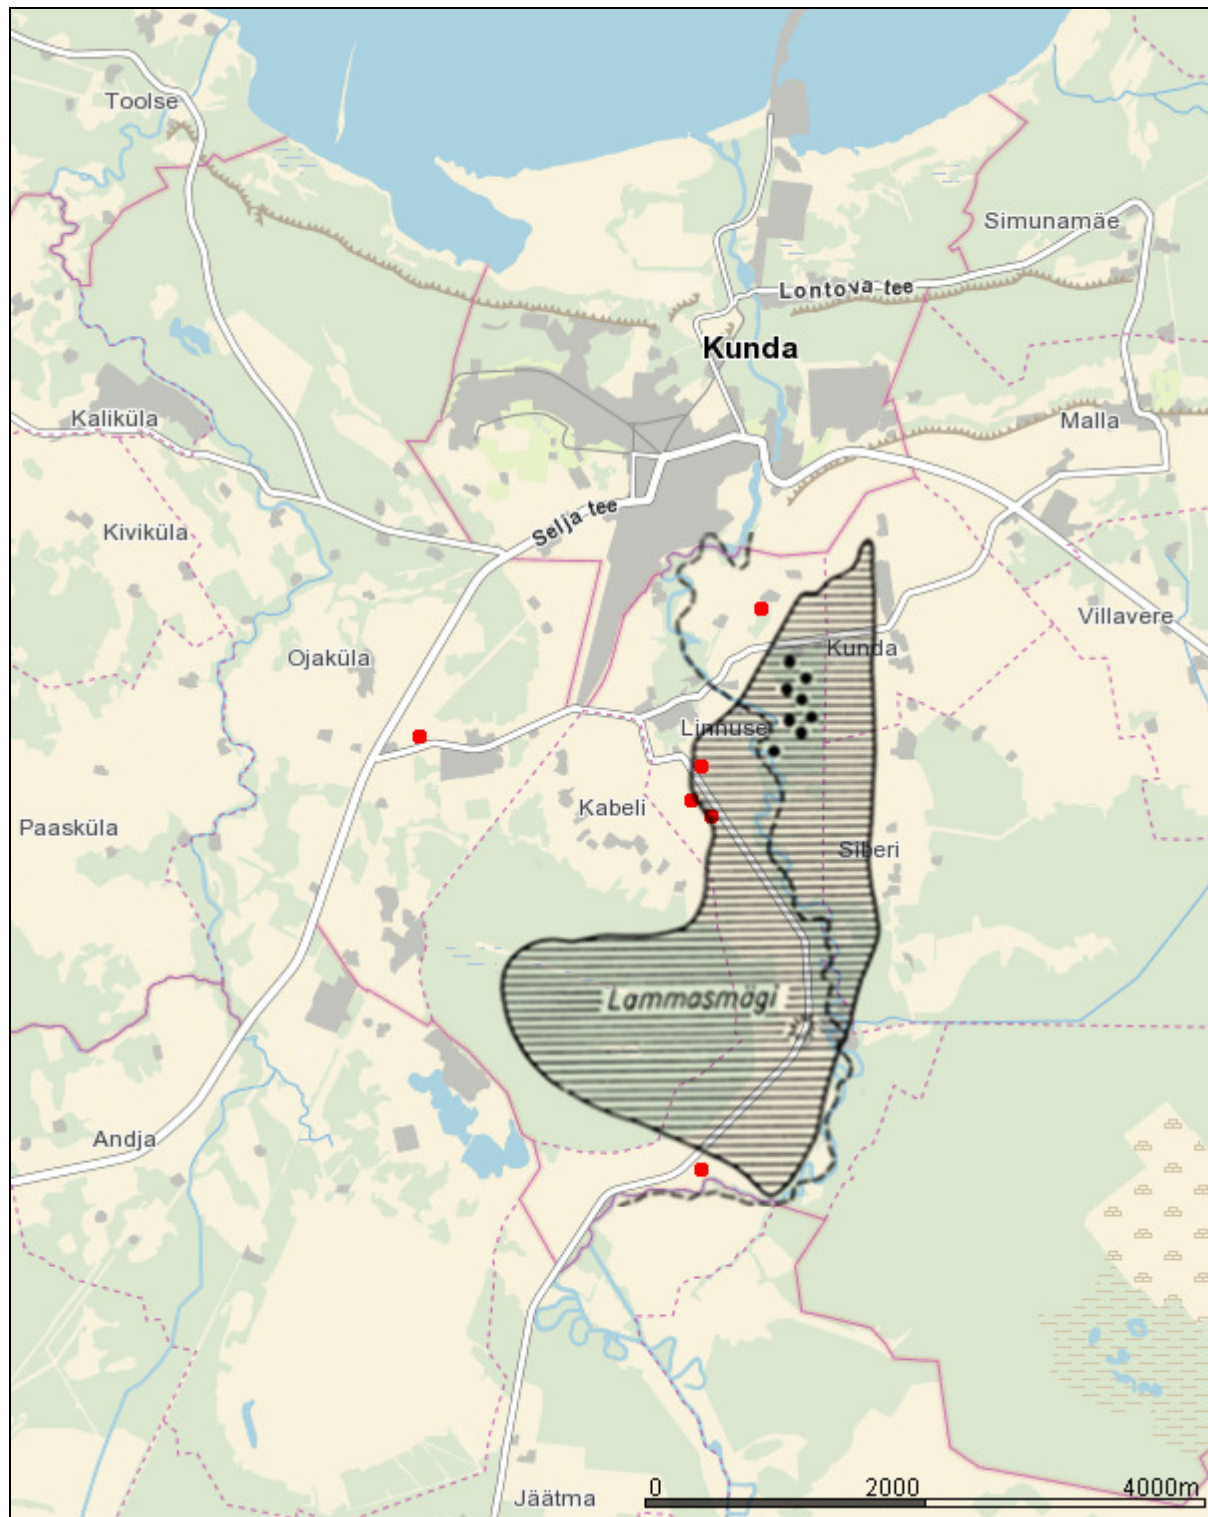 Toolse
Simunamäe
Lontova tee
Kunda
Kaliküla
Malla
Selja tee
Kiviküla
Villavere
Ojaküla
Kunda
Linnuse
Kabeli
Paasküla
Siberi
Lammasmägi
Andja
0 2000 4000m
Jäätma